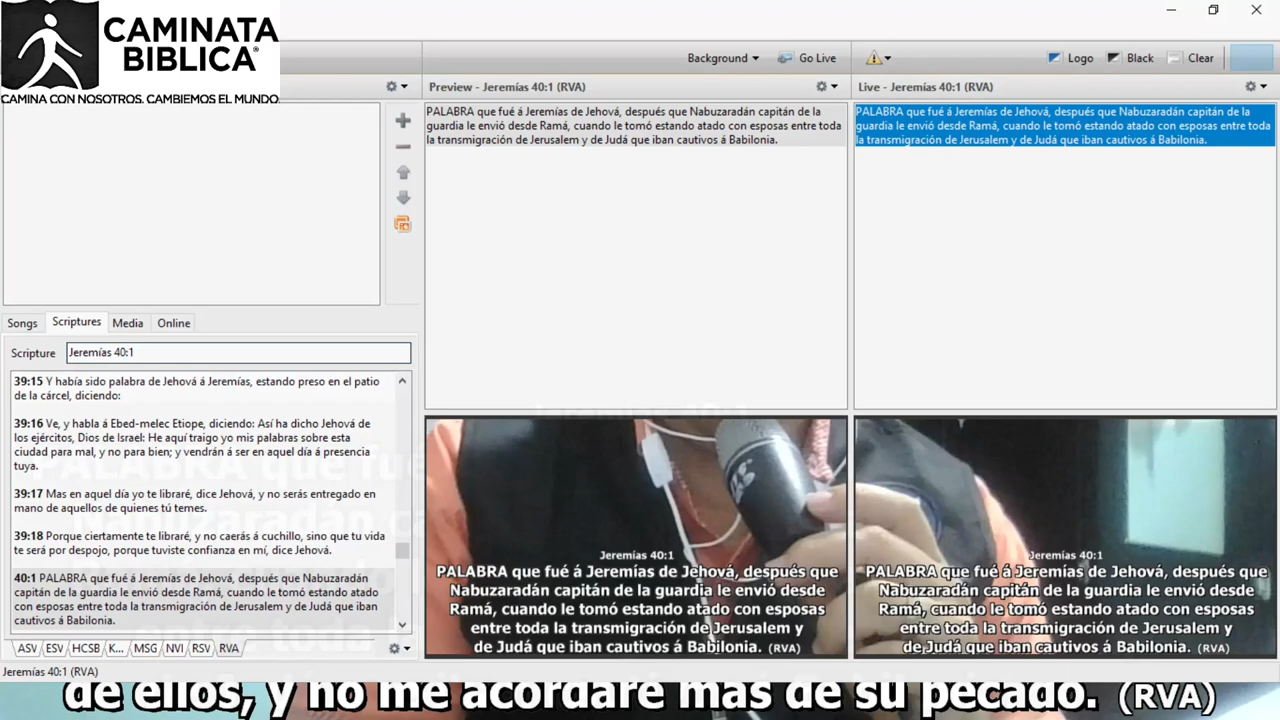 CAMINATA
BIBLICA®
CAMINA CON NOSOTROS. CAMBIEMOS EL MUNDO.
Background
Go Live
Logo
Black
Clear
Preview - Jeremías 40:1 (RVA)
Live - Jeremías 40:1 (RVA)
PALABRA que fué á Jeremías de Jehová, después que Nabuzaradán capitán de la
guardia le envió desde Ramá, cuando le tomó estando atado con esposas entre toda
la transmigración de Jerusalem y de Judá que iban cautivos á Babilonia.
PALABRA que fué á Jeremías de Jehová, después que Nabuzaradán capitán de la
guardia le envió desde Ramá, cuando le tomó estando atado con esposas entre toda
la transmigración de Jerusalem y de Judá que iban cautivos á Babilonia.
Songs
Scriptures
Media
Online
Scripture
Jeremías 40:1
39:15 Y había sido palabra de Jehová á Jeremías, estando preso en el patio
de la cárcel, diciendo:
39:16 Ve, y habla á Ebed-melec Etiope, diciendo: Así ha dicho Jehová de
los ejércitos, Dios de Israel: He aquí traigo yo mis palabras sobre esta
ciudad para mal, y no para bien; y vendrán á ser en aquel día á presencia
tuya.
39:17 Mas en aquel día yo te libraré, dice Jehová, y no serás entregado en
mano de aquellos de quienes tú temes.
39:18 Porque ciertamente te libraré, y no caerás á cuchillo, sino que tu vida
te será por despojo, porque tuviste confianza en mí, dice Jehová.
40:1 PALABRA que fué á Jeremías de Jehová, después que Nabuzaradán
capitán de la guardia le envió desde Ramá, cuando le tomó estando atado
con esposas entre toda la transmigración de Jerusalem y de Judá que iban
cautivos á Babilonia.
ASV ESV HCSB K... MSG NVI RSV RVA
Jeremías 40:1 (RVA)
Jeremías 40:1
PALABRA que fué á Jeremías de Jehová, después que
Nabuzaradán capitán de la guardia le envió desde
Ramá, cuando le tomó estando atado con esposas
entre toda la transmigración de Jerusalem y
de Judá que iban cautivos á Babilonia. (RVA)
Jeremías 40:1
PALABRA que fué á Jeremías de Jehová, después que
Nabuzaradán capitán de la guardia le envió desde
Ramá, cuando le tomó estando atado con esposas
entre toda la transmigración de Jerusalem y
de Judá que iban cautivos á Babilonia. (RVA)
de ellos, y no me acordaré más de su pecado. (RVA)